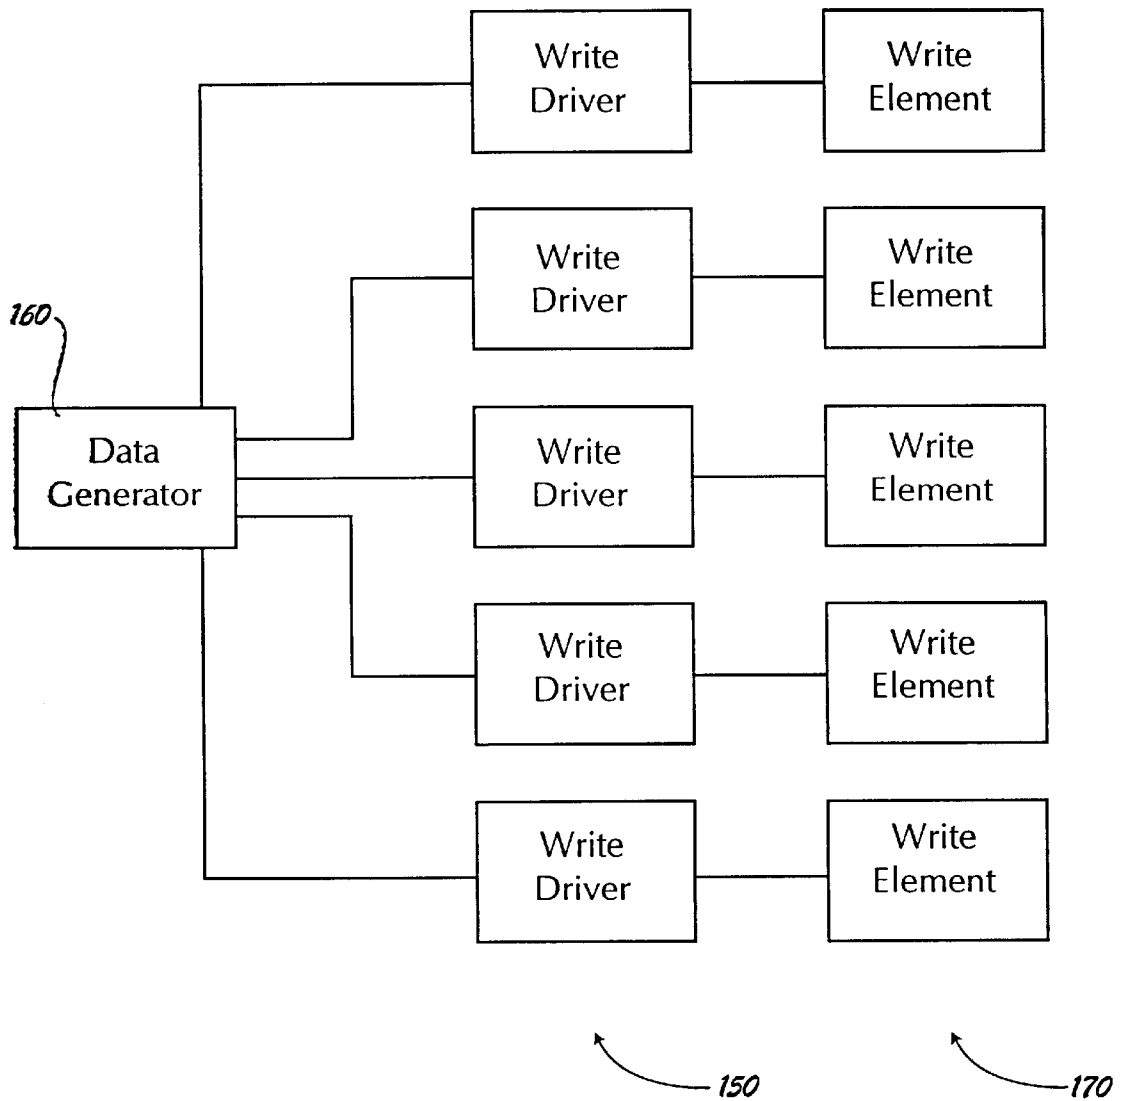 Write
Driver
Write
Element
Write
Driver
Write
Element
160
Data
Generator
Write
Driver
Write
Element
Write
Driver
Write
Element
Write
Driver
Write
Element
150
170